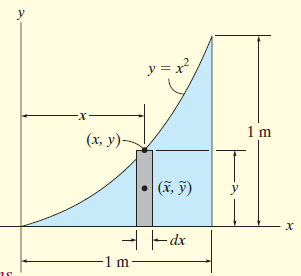 y
y = x²
x
1 m
(x, y)
(x̃, ỹ)
y
x
dx
1 m